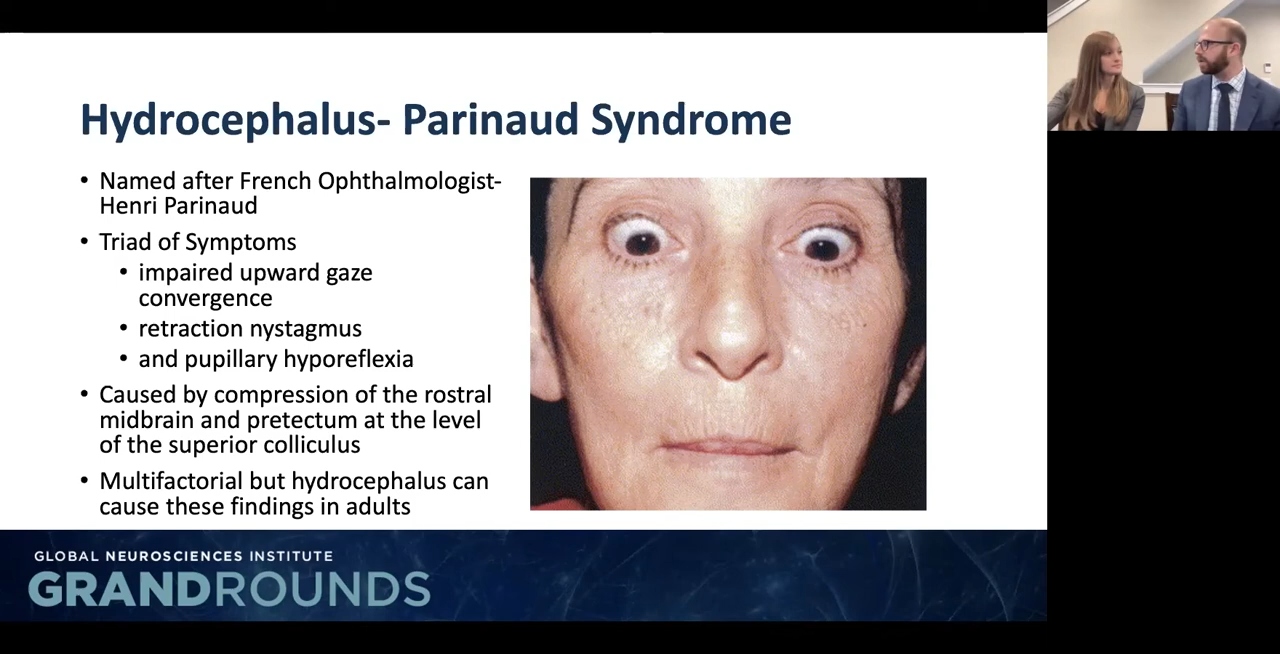 Hydrocephalus- Parinaud Syndrome
• Named after French Ophthalmologist-
Henri Parinaud
• Triad of Symptoms
• impaired upward gaze
convergence
• retraction nystagmus
• and pupillary hyporeflexia
• Caused by compression of the rostral
midbrain and pretectum at the level
of the superior colliculus
• Multifactorial but hydrocephalus can
cause these findings in adults
GLOBAL NEUROSCIENCES INSTITUTE
GRANDROUNDS